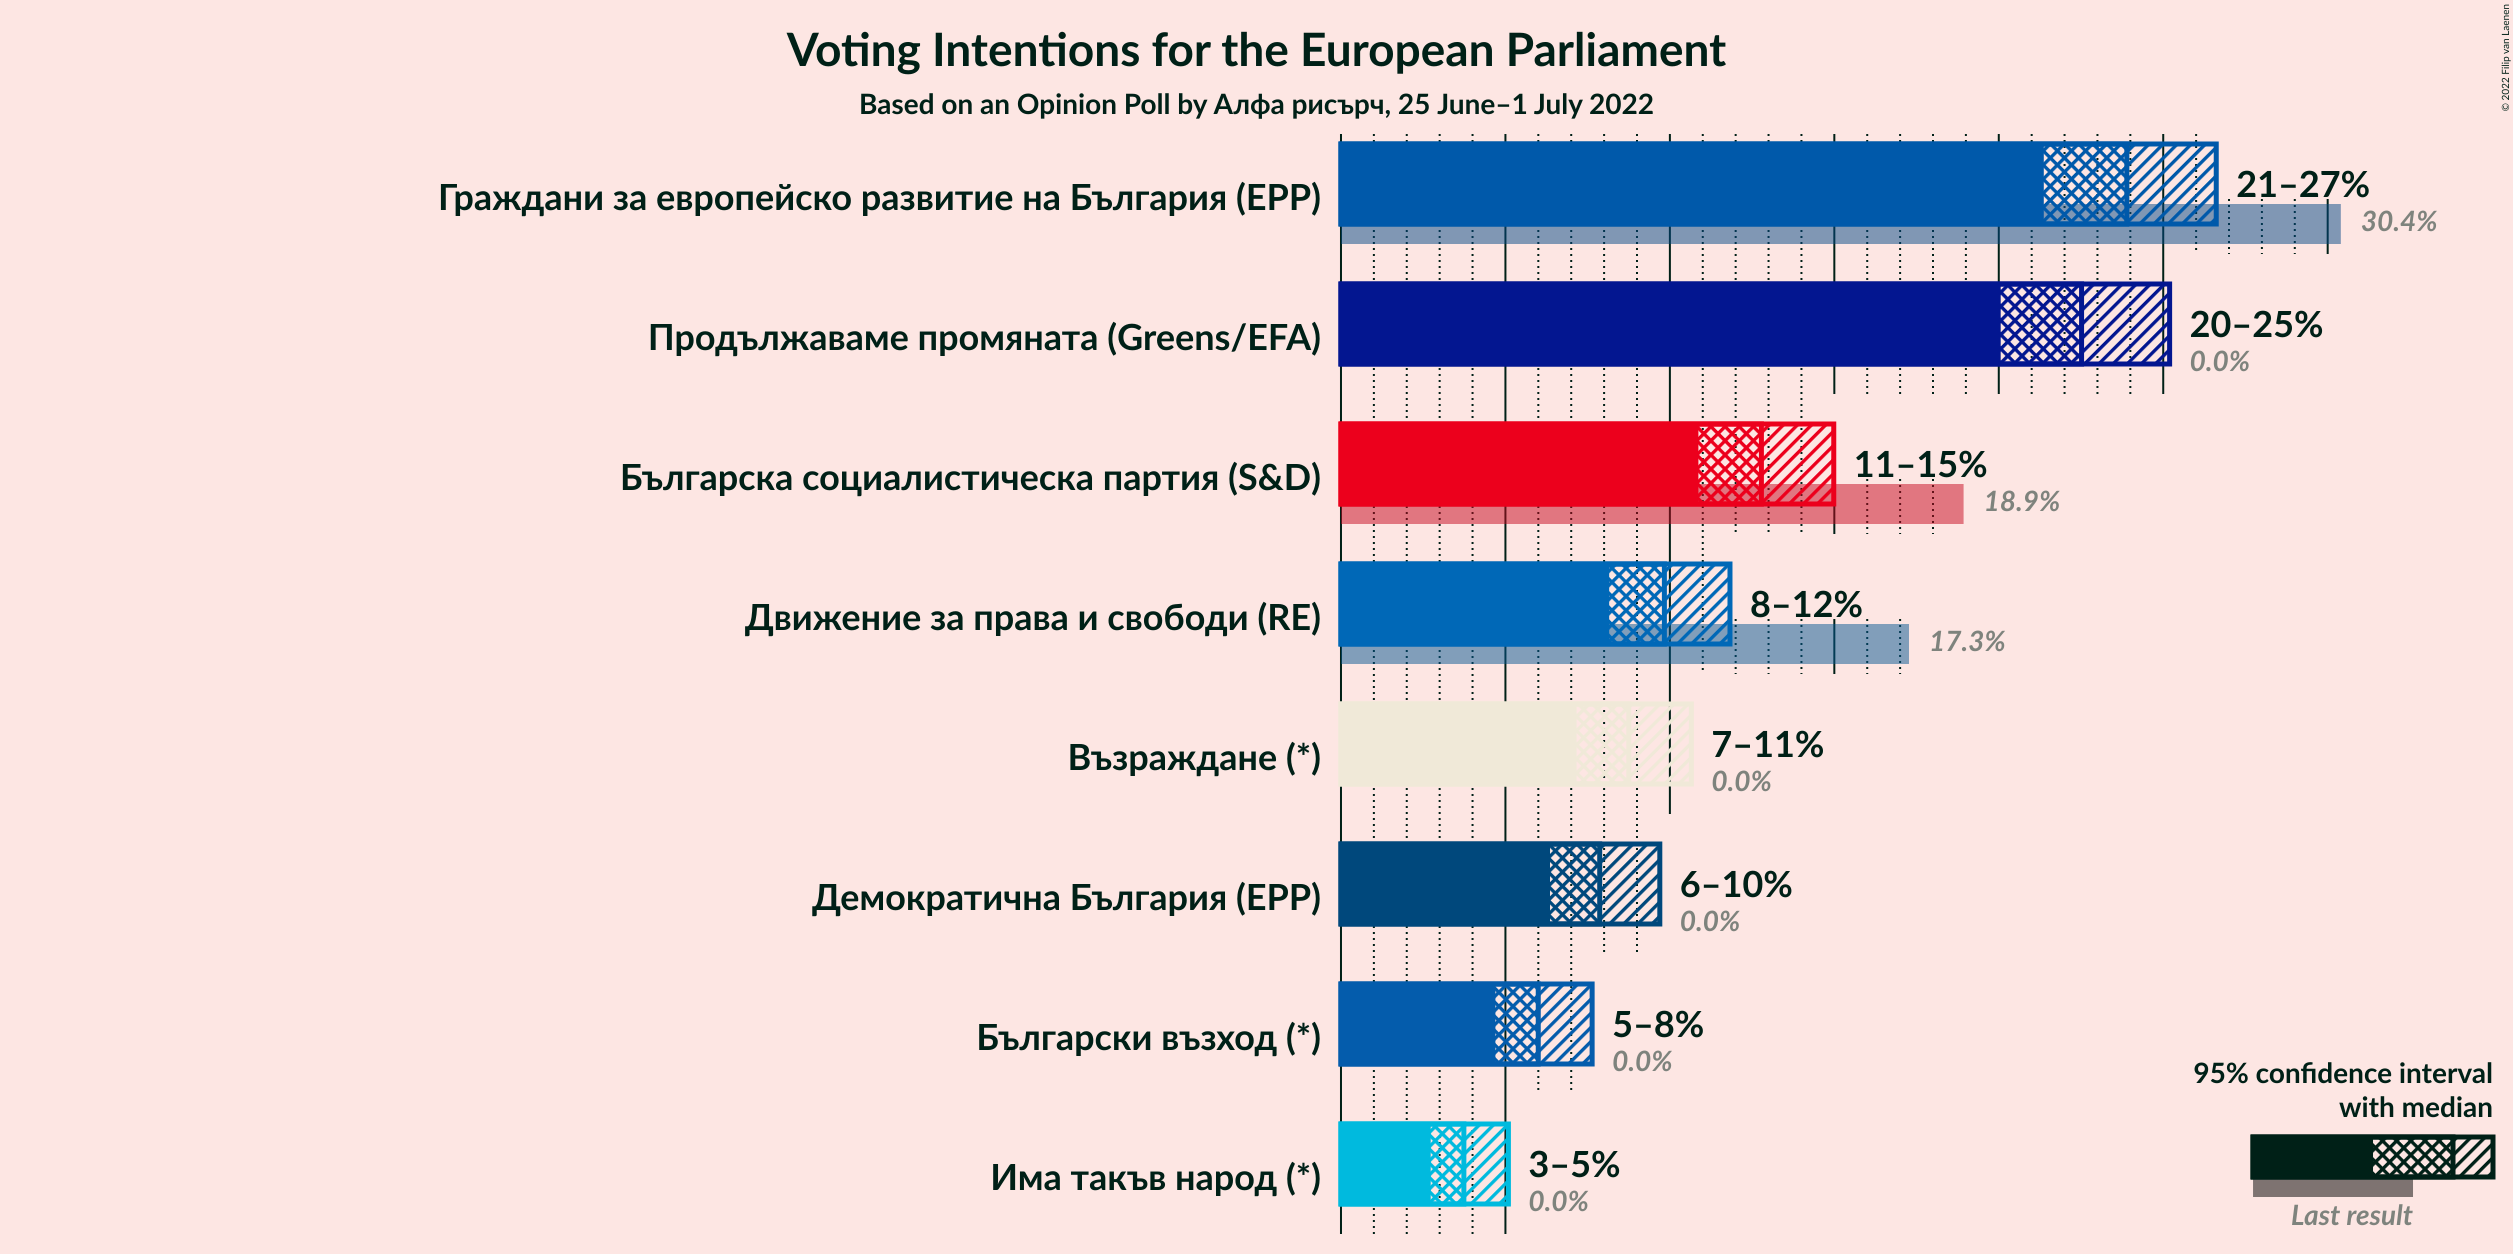 Voting Intentions for the European Parliament
Based on an Opinion Poll by Алфа рисърч, 25 June–1 July 2022
© 2022 Filip van Laenen
Граждани за европейско развитие на България (EPP)
21–27%
30.4%
Продължаваме промяната (Greens/EFA)
20–25%
0.0%
Българска социалистическа партия (S&D)
11–15%
18.9%
Движение за права и свободи (RE)
8–12%
17.3%
Възраждане (*)
7–11%
0.0%
Демократична България (EPP)
6–10%
0.0%
Български възход (*)
5–8%
0.0%
Има такъв народ (*)
3–5%
0.0%
95% confidence interval
with median
Last result